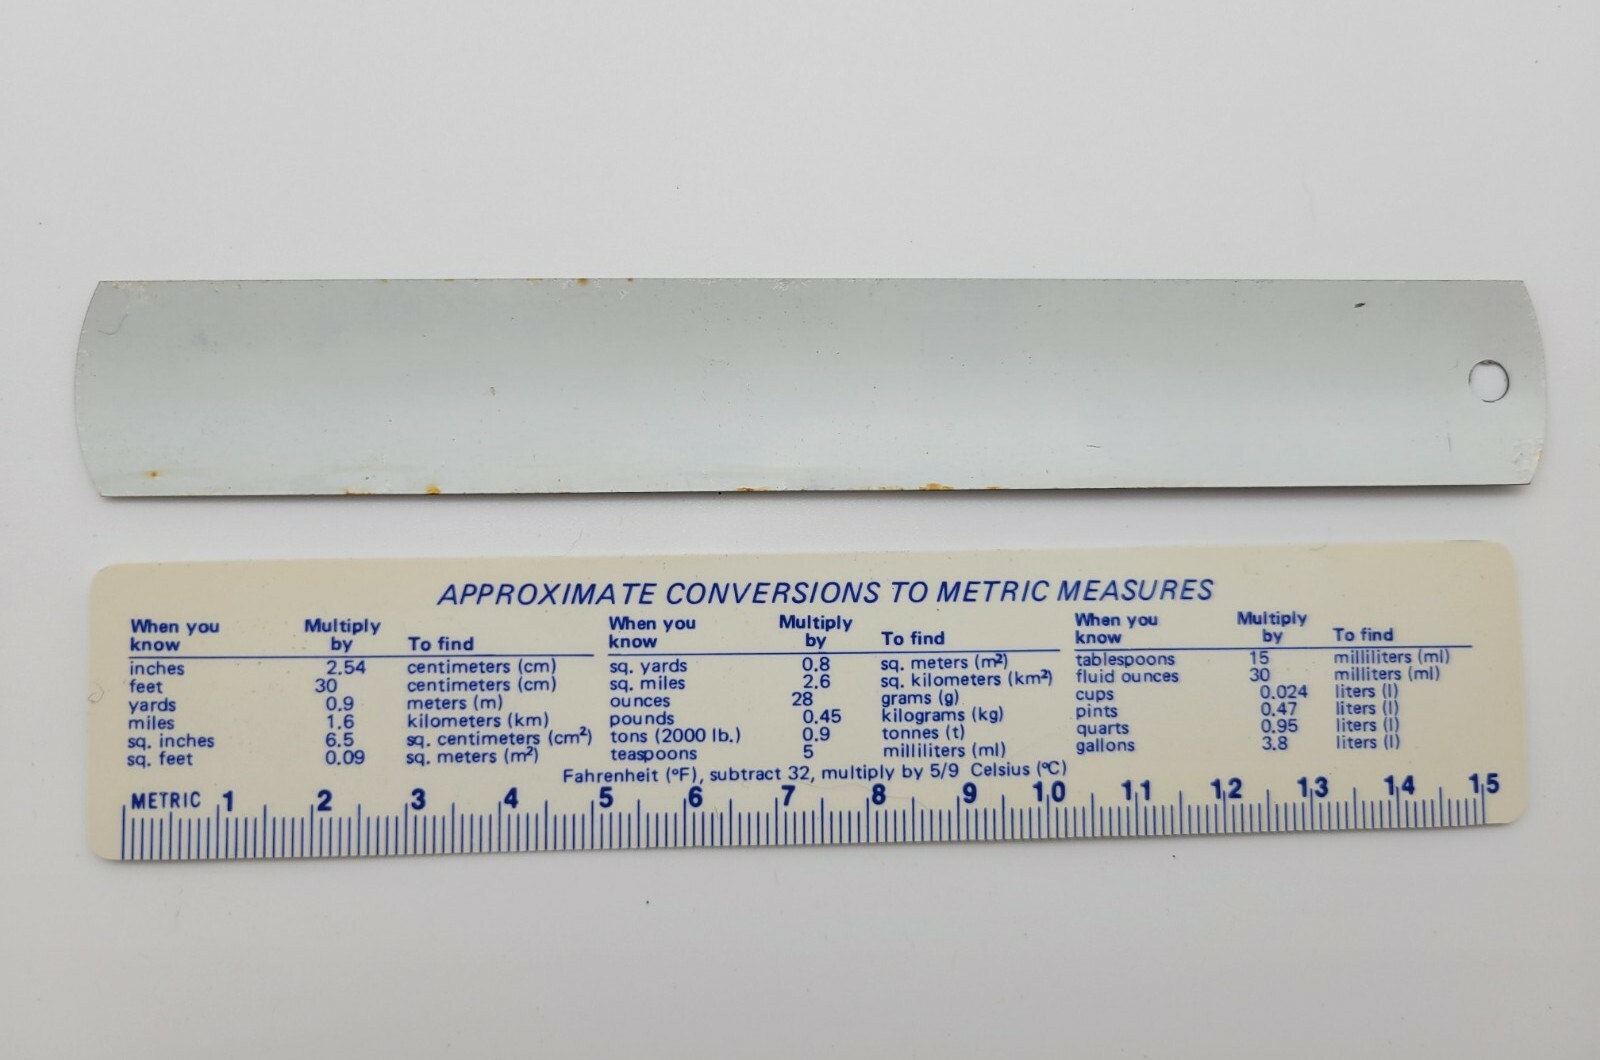 APPROXIMATE CONVERSIONS TO METRIC MEASURES
When you know Multiply by To find
inches 2.54 centimeters (cm)
feet 30 centimeters (cm)
yards 0.9 meters (m)
miles 1.6 kilometers (km)
sq. inches 6.5 sq. centimeters (cm²)
sq. feet 0.09 sq. meters (m²)
When you know Multiply by To find
sq. yards 0.8 sq. meters (m²)
sq. miles 2.6 sq. kilometers (km²)
ounces 28 grams (g)
pounds 0.45 kilograms (kg)
tons (2000 lb.) 0.9 tonnes (t)
teaspoons 5 milliliters (ml)
When you know Multiply by To find
tablespoons 15 milliliters (ml)
fluid ounces 30 milliters (ml)
cups 0.024 liters (l)
pints 0.47 liters (l)
quarts 0.95 liters (l)
gallons 3.8 liters (l)
Fahrenheit (°F), subtract 32, multiply by 5/9 Celsius (°C)
METRIC 1 2 3 4 5 6 7 8 9 10 11 12 13 14 15